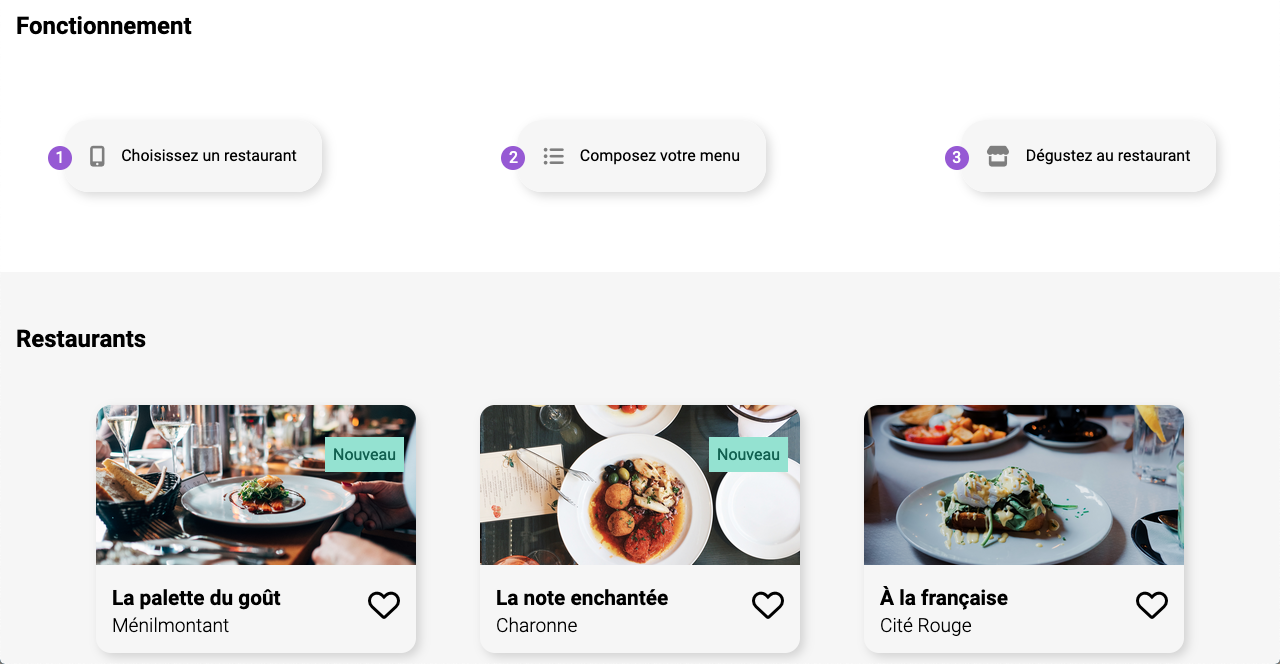 Fonctionnement
1 Choisissez un restaurant
2 Composez votre menu
3 Dégustez au restaurant
Restaurants
Nouveau
Nouveau
La palette du goût
Ménilmontant
La note enchantée
Charonne
À la française
Cité Rouge